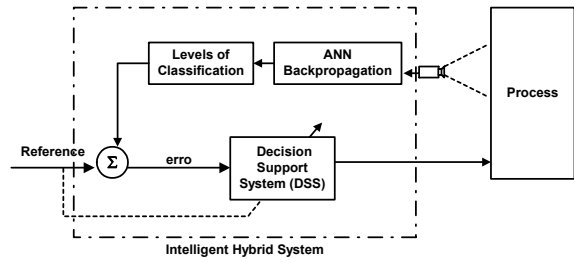 Levels of
Classification
ANN
Backpropagation
Process
Reference
Σ
erro
Decision
Support
System (DSS)
Intelligent Hybrid System